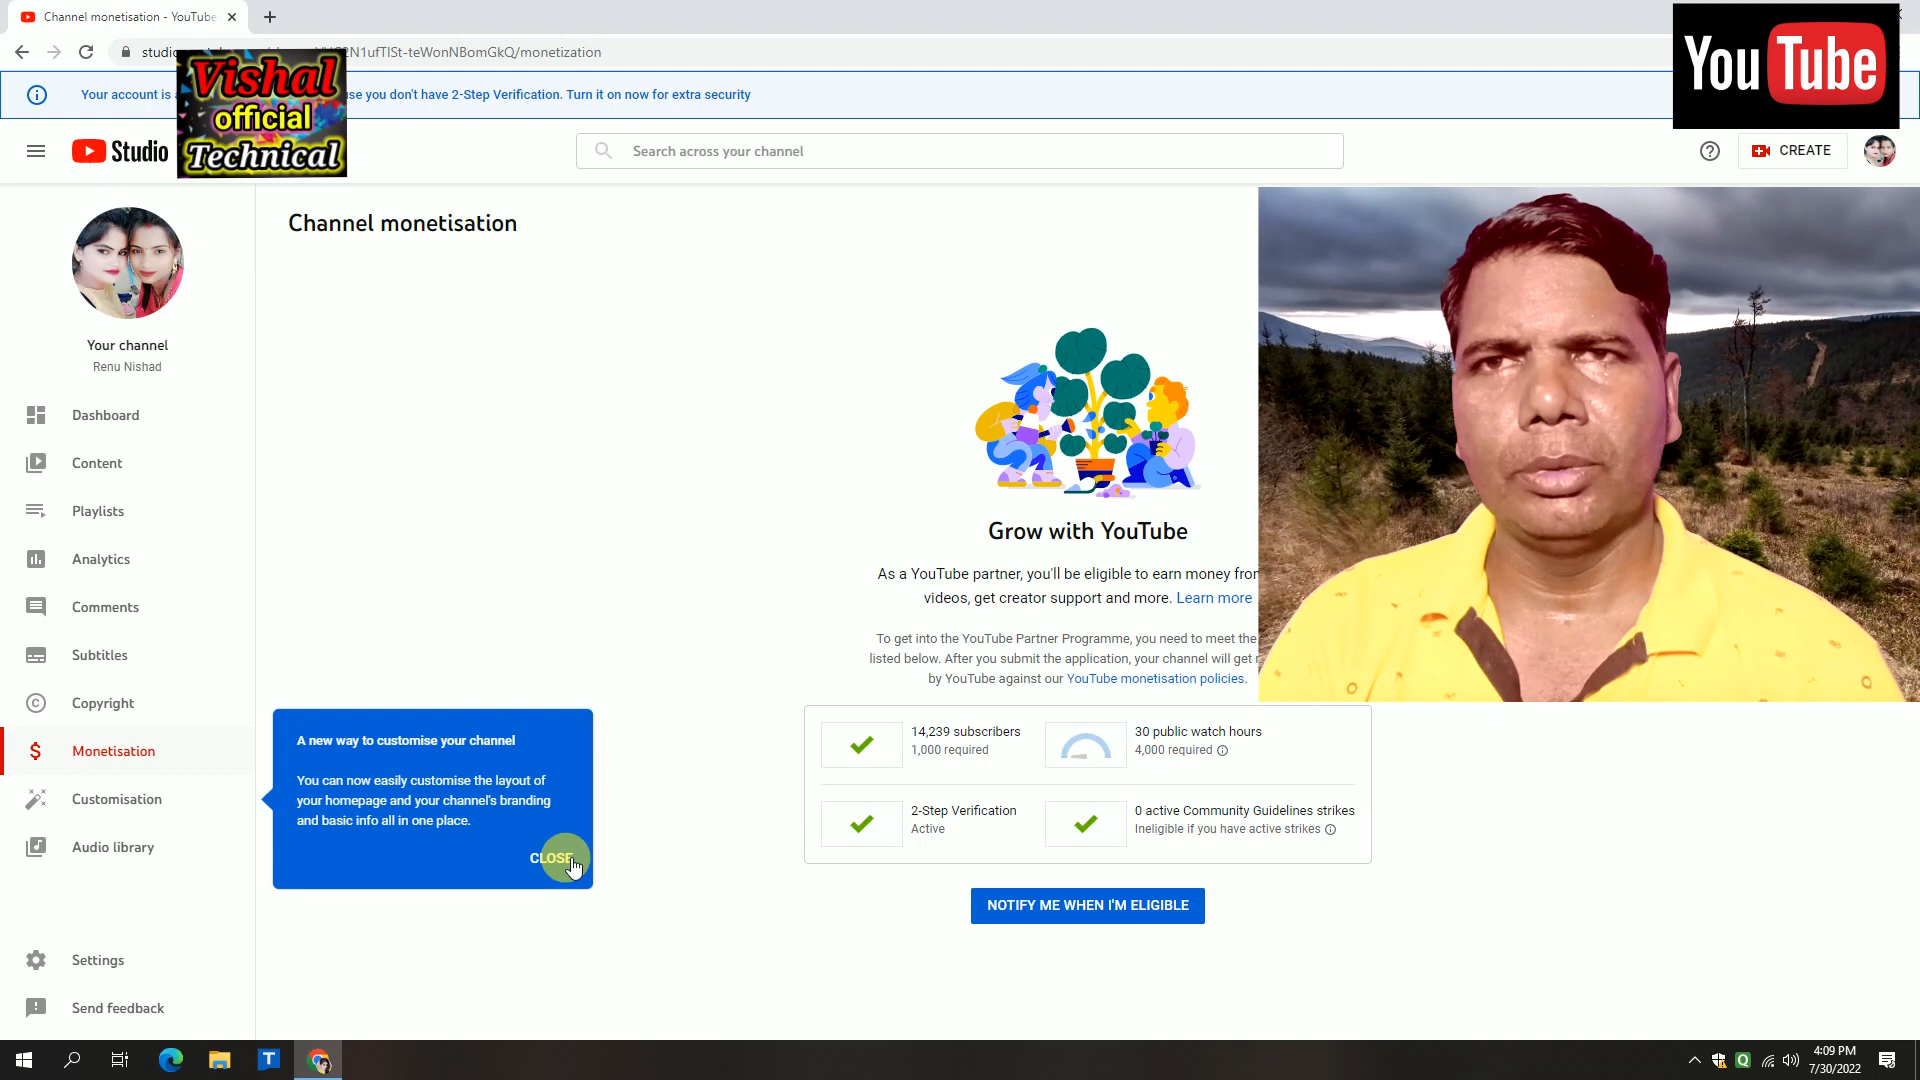 Channel monetisation - YouTube
studio
N1ufTlSt-teWonNBomGkQ/monetization
Your account is a
use you don't have 2-Step Verification. Turn it on now for extra security
Vishal
official
Technical
YouTube
Studio
Search across your channel
CREATE
Your channel
Renu Nishad
Dashboard
Content
Playlists
Analytics
Comments
Subtitles
Copyright
Monetisation
Customisation
Audio library
Settings
Send feedback
Channel monetisation
Grow with YouTube
As a YouTube partner, you'll be eligible to earn money from
videos, get creator support and more. Learn more
To get into the YouTube Partner Programme, you need to meet the
listed below. After you submit the application, your channel will get
by YouTube against our YouTube monetisation policies.
A new way to customise your channel
You can now easily customise the layout of
your homepage and your channel's branding
and basic info all in one place.
CLOSE
14,239 subscribers
1,000 required
30 public watch hours
4,000 required
2-Step Verification
Active
0 active Community Guidelines strikes
Ineligible if you have active strikes
NOTIFY ME WHEN I'M ELIGIBLE
4:09 PM
7/30/2022